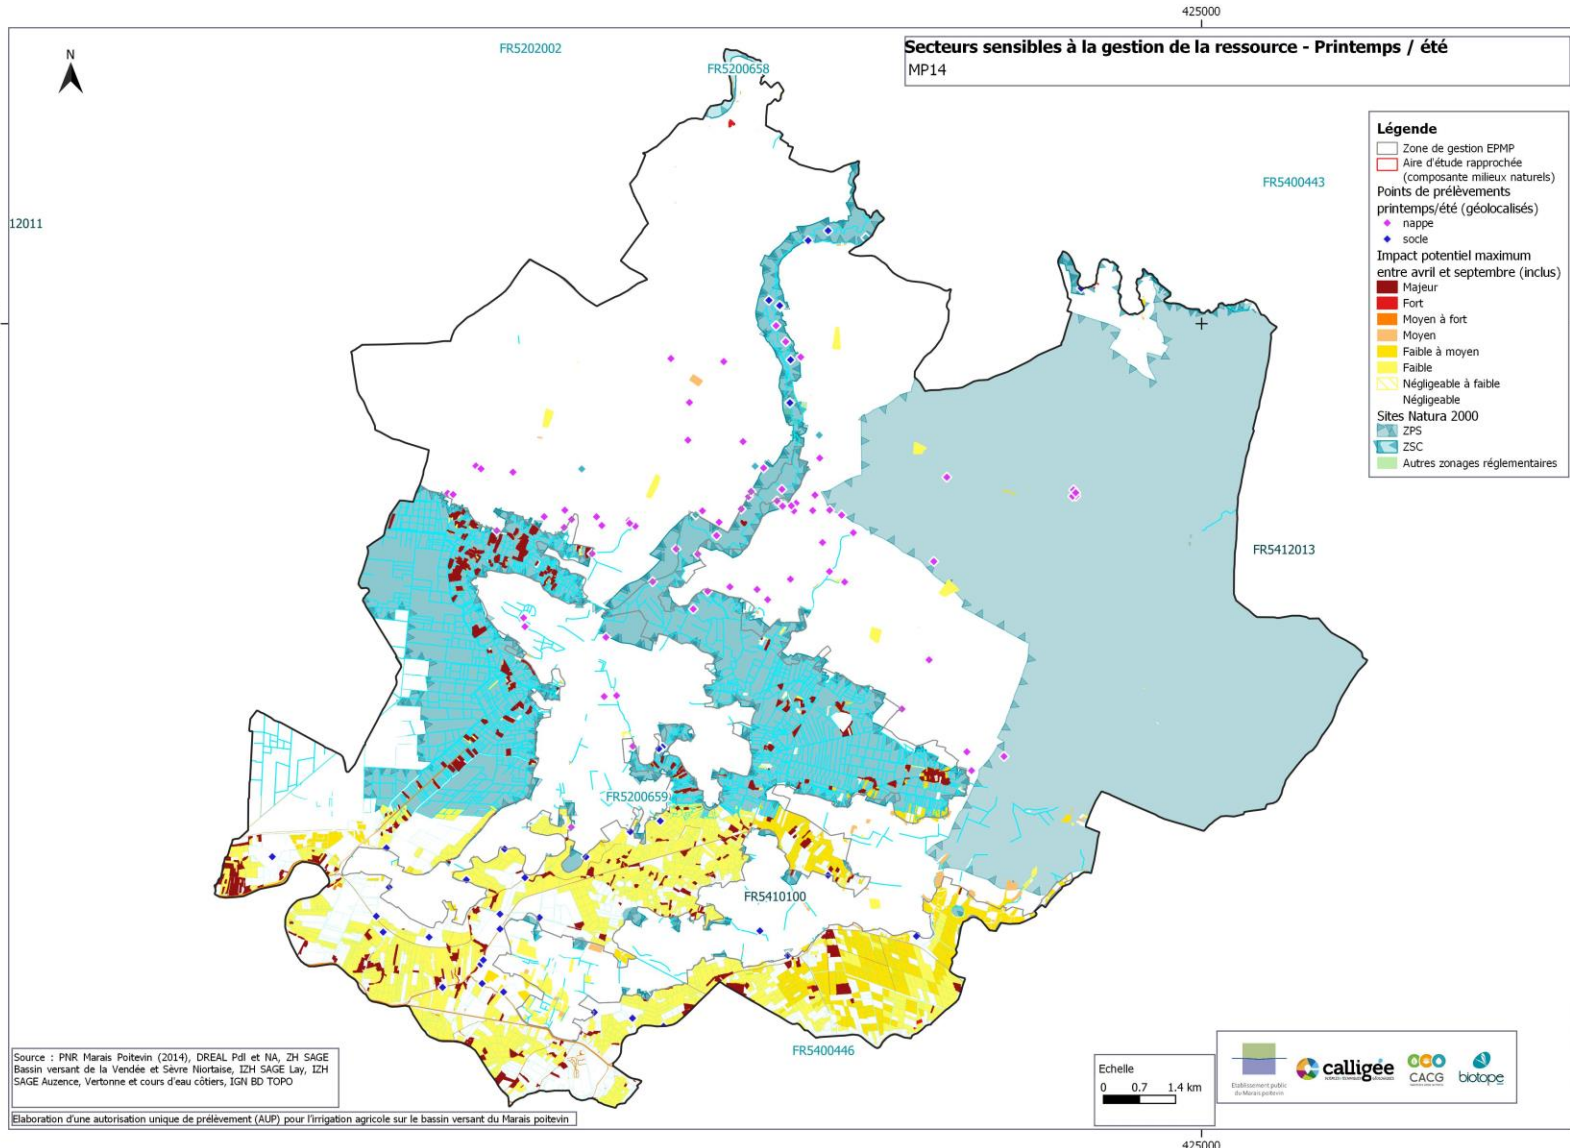 425000
FR5202002
Secteurs sensibles à la gestion de la ressource - Printemps / été
MP14
N
FR5200658
Légende
Zone de gestion EPMP
Aire d'étude rapprochée
(composante milieux naturels)
Points de prélèvements
printemps/été (géolocalisés)
nappe
socle
Impact potentiel maximum
entre avril et septembre (inclus)
Majeur
Fort
Moyen à fort
Moyen
Faible à moyen
Faible
Négligeable à faible
Négligeable
Sites Natura 2000
ZPS
ZSC
Autres zonages réglementaires
FR5400443
12011
FR5412013
FR5200659
FR5410100
FR5400446
Source : PNR Marais Poitevin (2014), DREAL Pdl et NA, ZH SAGE
Bassin versant de la Vendée et Sèvre Niortaise, IZH SAGE Lay, IZH
SAGE Auzence, Vertonne et cours d'eau côtiers, IGN BD TOPO
Elaboration d'une autorisation unique de prélèvement (AUP) pour l'irrigation agricole sur le bassin versant du Marais poitevin
Echelle
0 0.7 1.4 km
Etablissement public
du Marais poitevin
calligée
CACG
biotope
425000